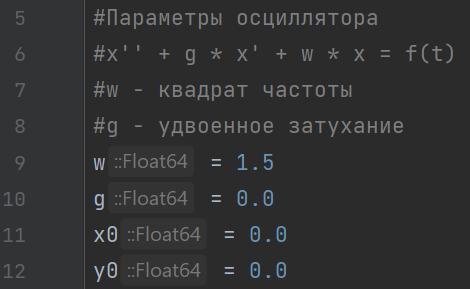 5 #Параметры осциллятора
6 #x'' + g * x' + w * x = f(t)
7 #w - квадрат частоты
8 #g - удвоенное затухание
9 w ::Float64 = 1.5
10 g ::Float64 = 0.0
11 x0 ::Float64 = 0.0
12 y0 ::Float64 = 0.0